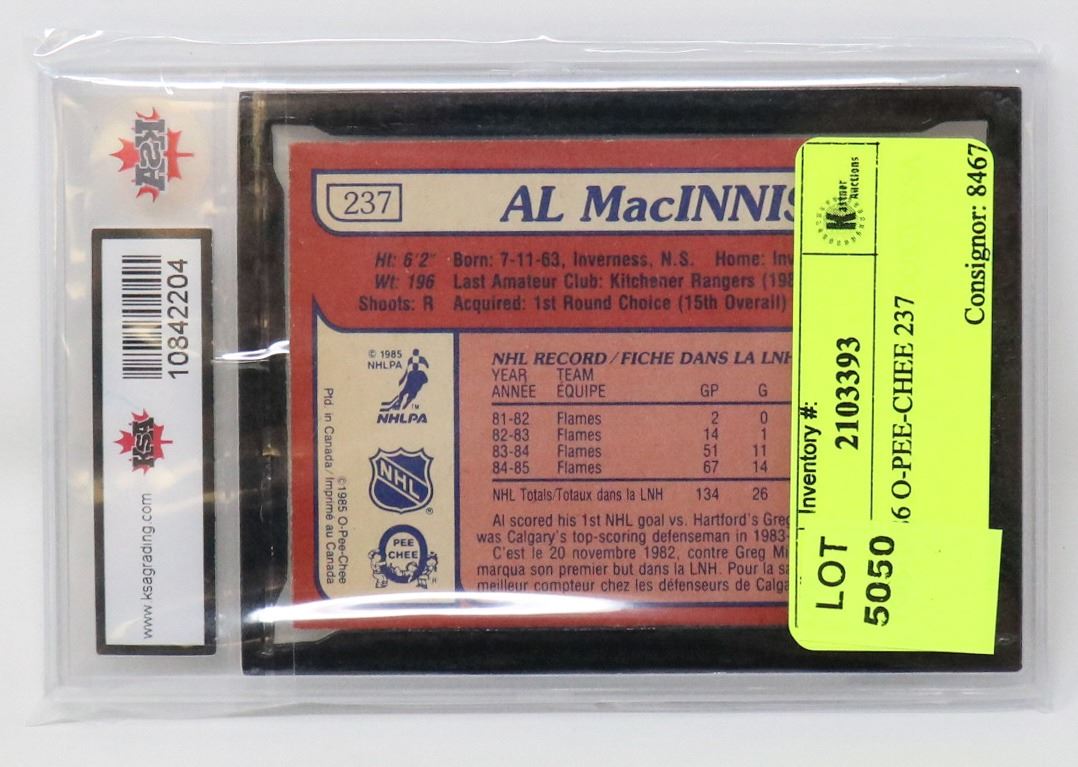 KSA
10842204
KSA
www.ksagrading.com
237
AL MacINNIS
Ht: 6'2" Born: 7-11-63, Inverness, N.S. Home:
Wt: 196 Last Amateur Club: Kitchener Rangers
Shoots: R Acquired: 1st Round Choice (15th Overall)
© 1985
NHLPA
NHLPA
NHL
PEE
CHEE
©1985 O-Pee-Chee
Ptd. in Canada/Imprimé au Canada
NHL RECORD/FICHE DANS LA LNH
YEAR TEAM
ANNÉE ÉQUIPE GP G
81-82 Flames 2 0
82-83 Flames 14 1
83-84 Flames 51 11
84-85 Flames 67 14
NHL Totals/Totaux dans la LNH 134 26
Al scored his 1st NHL goal vs. Hartford's
was Calgary's top-scoring defenseman in 1983-
C'est le 20 novembre 1982, contre Greg
marqua son premier but dans la LNH. Pour la
meilleur compteur chez les défenseurs de
Kastner
Auctions
Consignor: 8467
Inventory #:
2103393
6 O-PEE-CHEE 237
LOT
5050